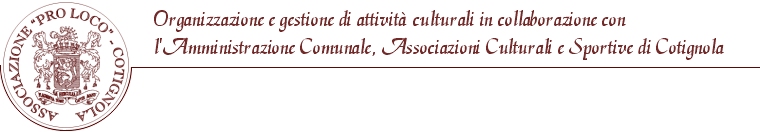 ASSOCIAZIONE "PRO LOCO" - COTIGNOLA
Organizzazione e gestione di attività culturali in collaborazione con
l'Amministrazione Comunale, Associazioni Culturali e Sportive di Cotignola